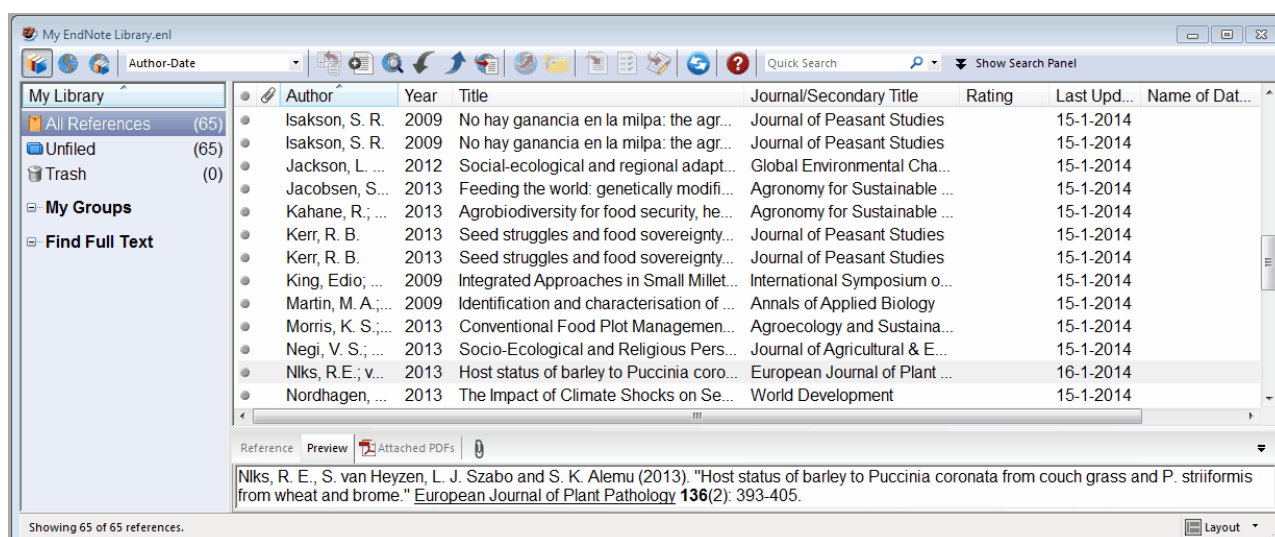 My EndNote Library.enl
Author-Date Quick Search Show Search Panel
My Library
All References (65)
Unfiled (65)
Trash (0)
My Groups
Find Full Text
Author Year Title Journal/Secondary Title Rating Last Upd... Name of Dat...
Isakson, S. R. 2009 No hay ganancia en la milpa: the agr... Journal of Peasant Studies 15-1-2014
Isakson, S. R. 2009 No hay ganancia en la milpa: the agr... Journal of Peasant Studies 15-1-2014
Jackson, L. ... 2012 Social-ecological and regional adapt... Global Environmental Cha... 15-1-2014
Jacobsen, S... 2013 Feeding the world: genetically modifi... Agronomy for Sustainable ... 15-1-2014
Kahane, R.; ... 2013 Agrobiodiversity for food security, he... Agronomy for Sustainable ... 15-1-2014
Kerr, R. B. 2013 Seed struggles and food sovereignty... Journal of Peasant Studies 15-1-2014
Kerr, R. B. 2013 Seed struggles and food sovereignty... Journal of Peasant Studies 15-1-2014
King, Edio; ... 2009 Integrated Approaches in Small Millet... International Symposium o... 15-1-2014
Martin, M. A.;... 2009 Identification and characterisation of ... Annals of Applied Biology 15-1-2014
Morris, K. S.;... 2013 Conventional Food Plot Managemen... Agroecology and Sustaina... 15-1-2014
Negi, V. S.; ... 2013 Socio-Ecological and Religious Pers... Journal of Agricultural & E... 15-1-2014
NIks, R.E.; v... 2013 Host status of barley to Puccinia coro... European Journal of Plant ... 16-1-2014
Nordhagen, ... 2013 The Impact of Climate Shocks on Se... World Development 15-1-2014
Reference Preview Attached PDFs
NIks, R. E., S. van Heyzen, L. J. Szabo and S. K. Alemu (2013). "Host status of barley to Puccinia coronata from couch grass and P. striiformis
from wheat and brome." European Journal of Plant Pathology 136(2): 393-405.
Showing 65 of 65 references. Layout